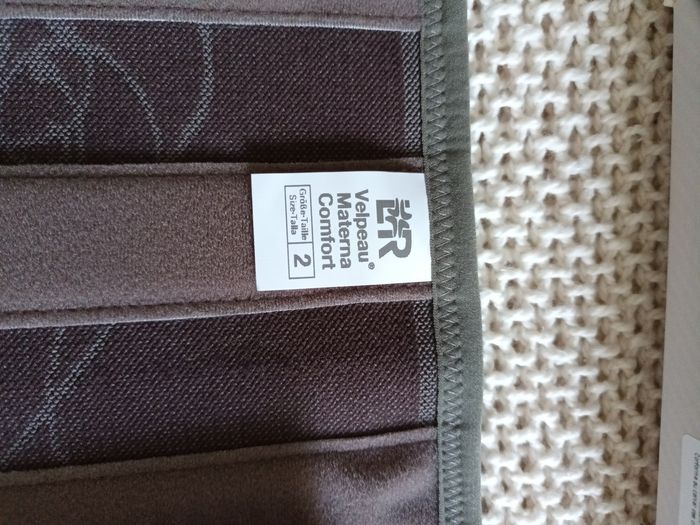 L&R
Velpeau®
Materna
Comfort
Größe-Taille
Size-Talla
2